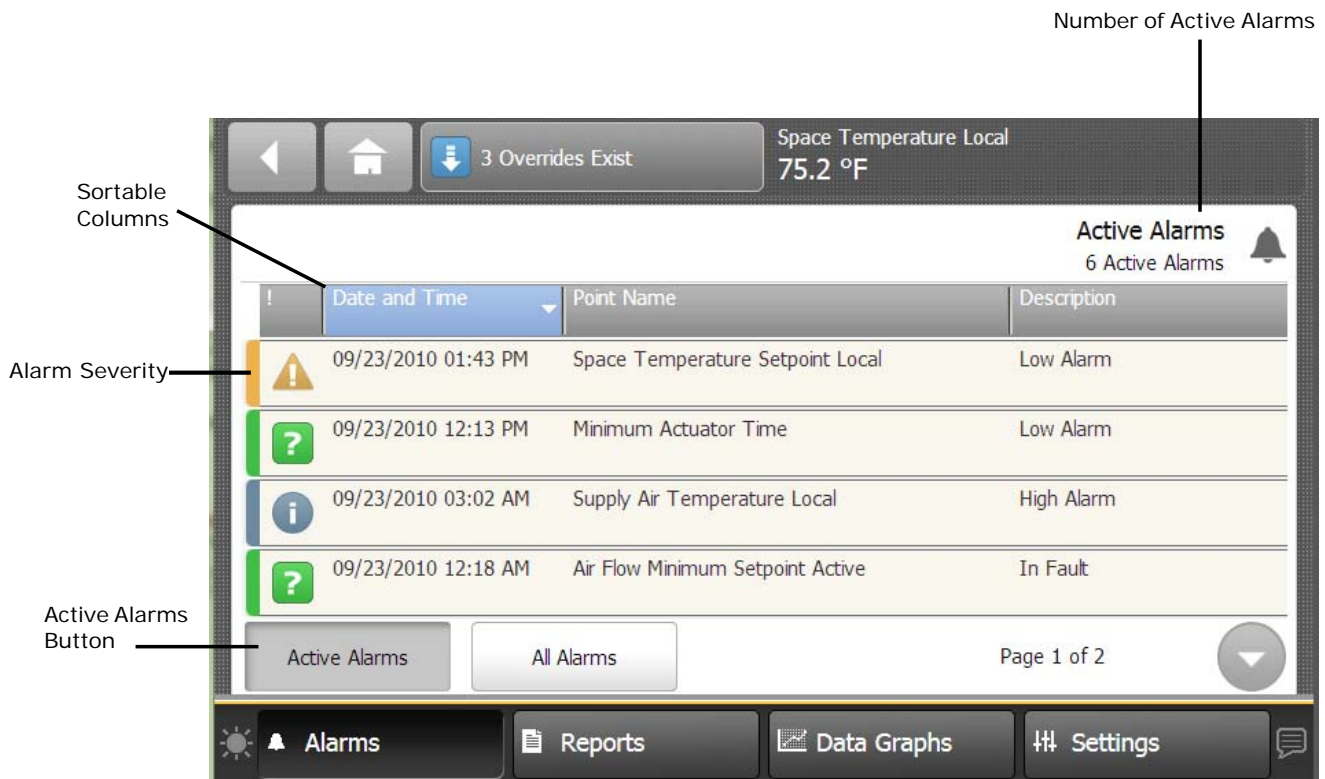 Number of Active Alarms
3 Overrides Exist
Space Temperature Local
75.2 °F
Sortable
Columns
Active Alarms
6 Active Alarms
! Date and Time Point Name Description
Alarm Severity
09/23/2010 01:43 PM Space Temperature Setpoint Local Low Alarm
09/23/2010 12:13 PM Minimum Actuator Time Low Alarm
09/23/2010 03:02 AM Supply Air Temperature Local High Alarm
09/23/2010 12:18 AM Air Flow Minimum Setpoint Active In Fault
Active Alarms
Button
Active Alarms All Alarms Page 1 of 2
Alarms Reports Data Graphs Settings